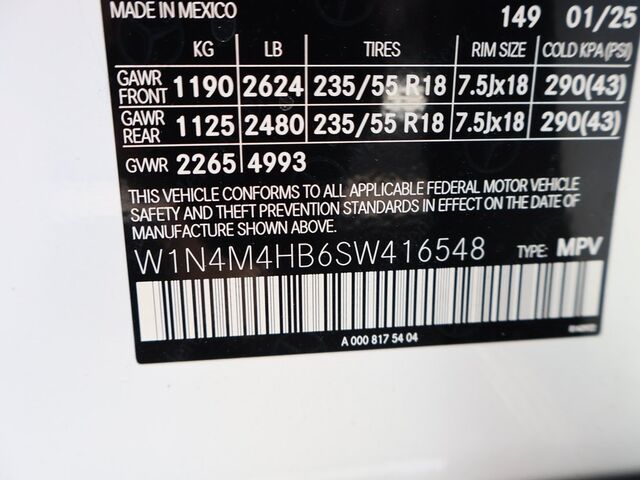 MADE IN MEXICO 149 01/25
KG LB TIRES RIM SIZE COLD KPA(PSI)
GAWR FRONT 1190 2624 235/55 R18 7.5Jx18 290(43)
GAWR REAR 1125 2480 235/55 R18 7.5Jx18 290(43)
GVWR 2265 4993
THIS VEHICLE CONFORMS TO ALL APPLICABLE FEDERAL MOTOR VEHICLE
SAFETY AND THEFT PREVENTION STANDARDS IN EFFECT ON THE DATE OF
MANUFACTURE SHOWN ABOVE.
W1N4M4HB6SW416548 TYPE: MPV
A 000 817 54 04